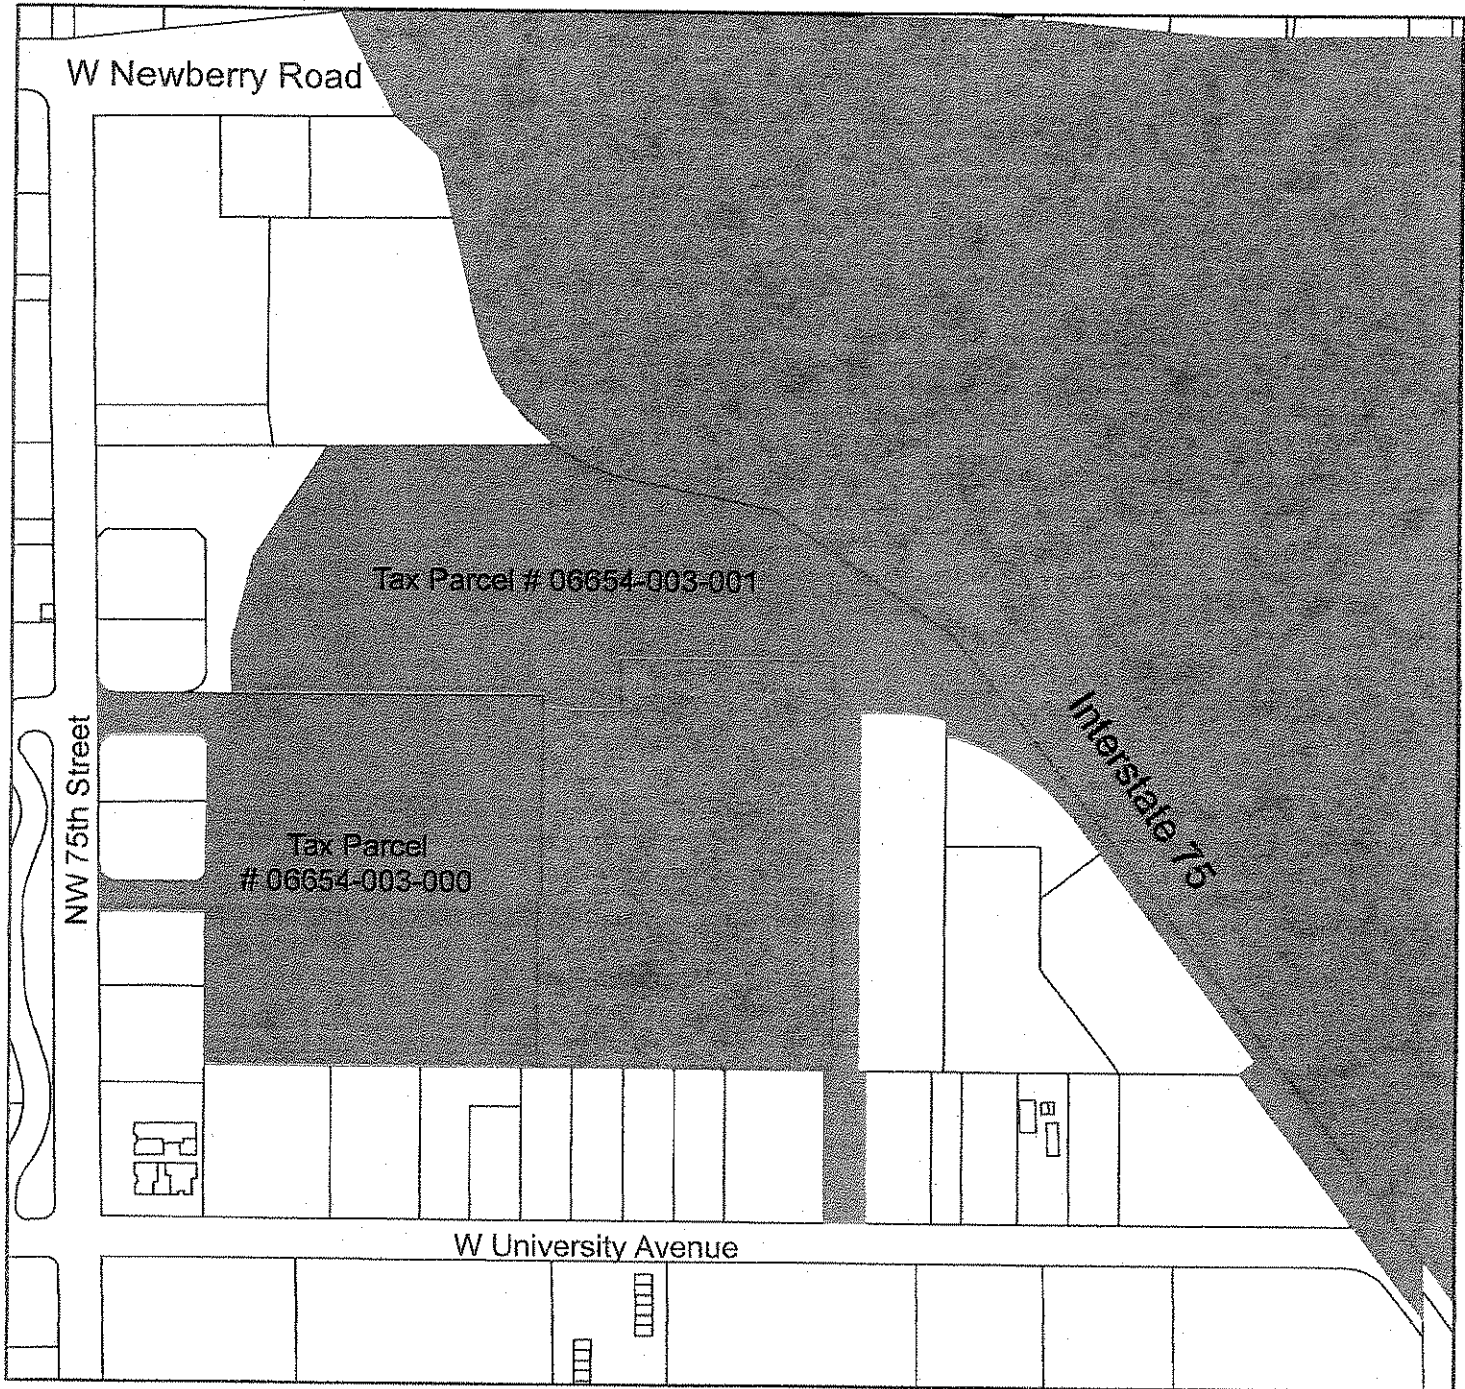 W Newberry Road
Tax Parcel # 06654-003-001
Interstate 75
NW 75th Street
Tax Parcel
# 06654-003-000
W University Avenue